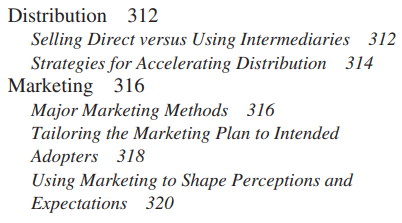 Distribution 312
Selling Direct versus Using Intermediaries 312
Strategies for Accelerating Distribution 314
Marketing 316
Major Marketing Methods 316
Tailoring the Marketing Plan to Intended
Adopters 318
Using Marketing to Shape Perceptions and
Expectations 320